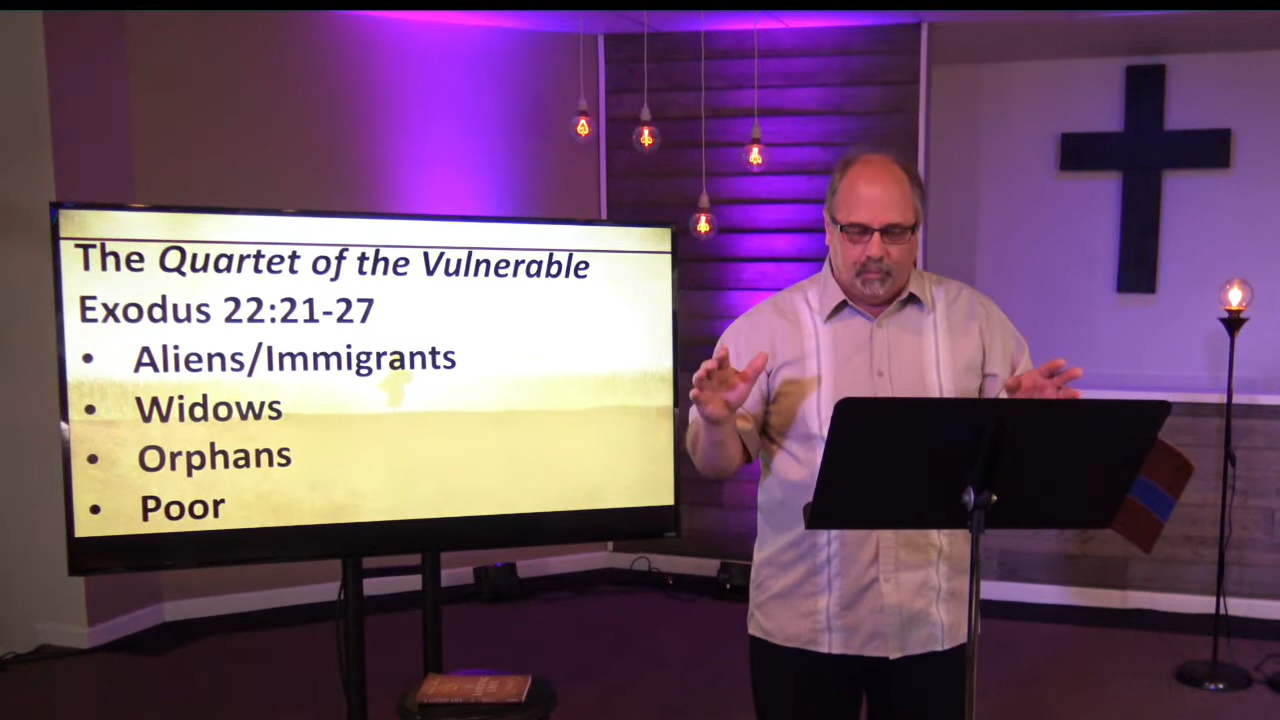 The Quartet of the Vulnerable
Exodus 22:21-27
• Aliens/Immigrants
• Widows
• Orphans
• Poor